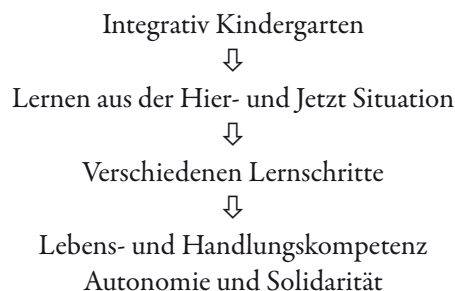 Integrativ Kindergarten
⇩
Lernen aus der Hier- und Jetzt Situation
⇩
Verschiedenen Lernschritte
⇩
Lebens- und Handlungskompetenz
Autonomie und Solidarität